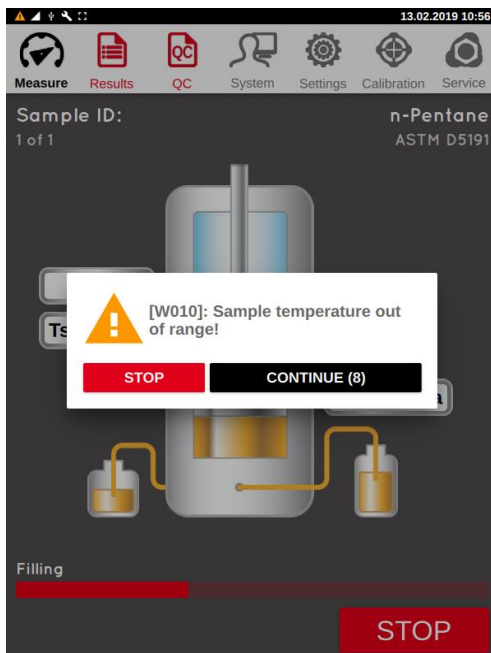 13.02.2019 10:56
Measure Results QC System Settings Calibration Service
QC
Sample ID: n-Pentane
1 of 1 ASTM D5191
[W010]: Sample temperature out
of range!
STOP CONTINUE (8)
Filling
STOP